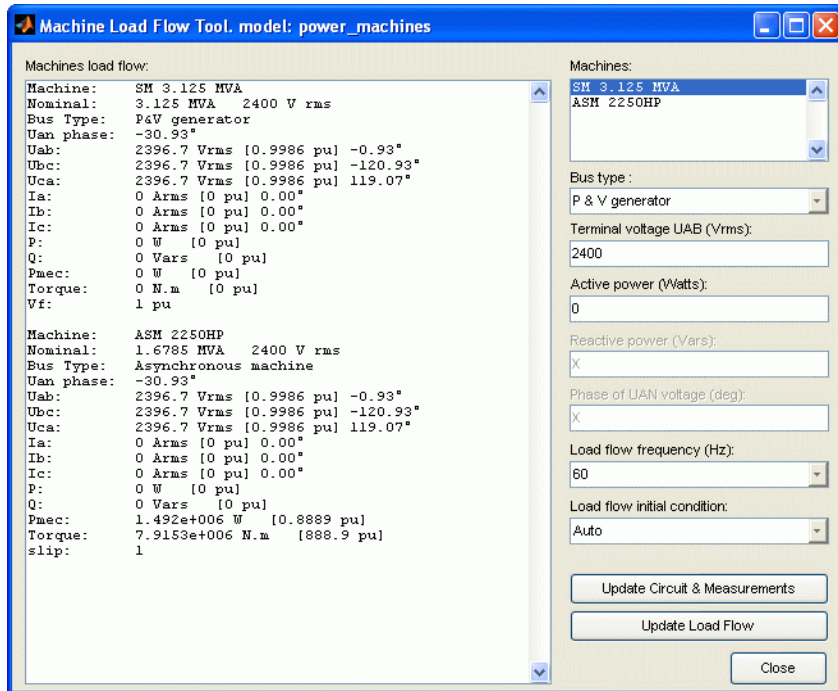 Machine Load Flow Tool. model: power_machines
Machines load flow:
Machine: SM 3.125 MVA
Nominal: 3.125 MVA 2400 V rms
Bus Type: P&V generator
Uan phase: -30.93°
Uab: 2396.7 Vrms [0.9986 pu] -0.93°
Ubc: 2396.7 Vrms [0.9986 pu] -120.93°
Uca: 2396.7 Vrms [0.9986 pu] 119.07°
Ia: 0 Arms [0 pu] 0.00°
Ib: 0 Arms [0 pu] 0.00°
Ic: 0 Arms [0 pu] 0.00°
P: 0 W [0 pu]
Q: 0 Vars [0 pu]
Pmec: 0 W [0 pu]
Torque: 0 N.m [0 pu]
Vf: 1 pu
Machine: ASM 2250HP
Nominal: 1.6785 MVA 2400 V rms
Bus Type: Asynchronous machine
Uan phase: -30.93°
Uab: 2396.7 Vrms [0.9986 pu] -0.93°
Ubc: 2396.7 Vrms [0.9986 pu] -120.93°
Uca: 2396.7 Vrms [0.9986 pu] 119.07°
Ia: 0 Arms [0 pu] 0.00°
Ib: 0 Arms [0 pu] 0.00°
Ic: 0 Arms [0 pu] 0.00°
P: 0 W [0 pu]
Q: 0 Vars [0 pu]
Pmec: 1.492e+006 W [0.8889 pu]
Torque: 7.9153e+006 N.m [888.9 pu]
slip: 1
Machines:
SM 3.125 MVA
ASM 2250HP
Bus type :
P & V generator
Terminal voltage UAB (Vrms):
2400
Active power (Watts):
0
Reactive power (Vars):
X
Phase of UAN voltage (deg):
X
Load flow frequency (Hz):
60
Load flow initial condition:
Auto
Update Circuit & Measurements
Update Load Flow
Close